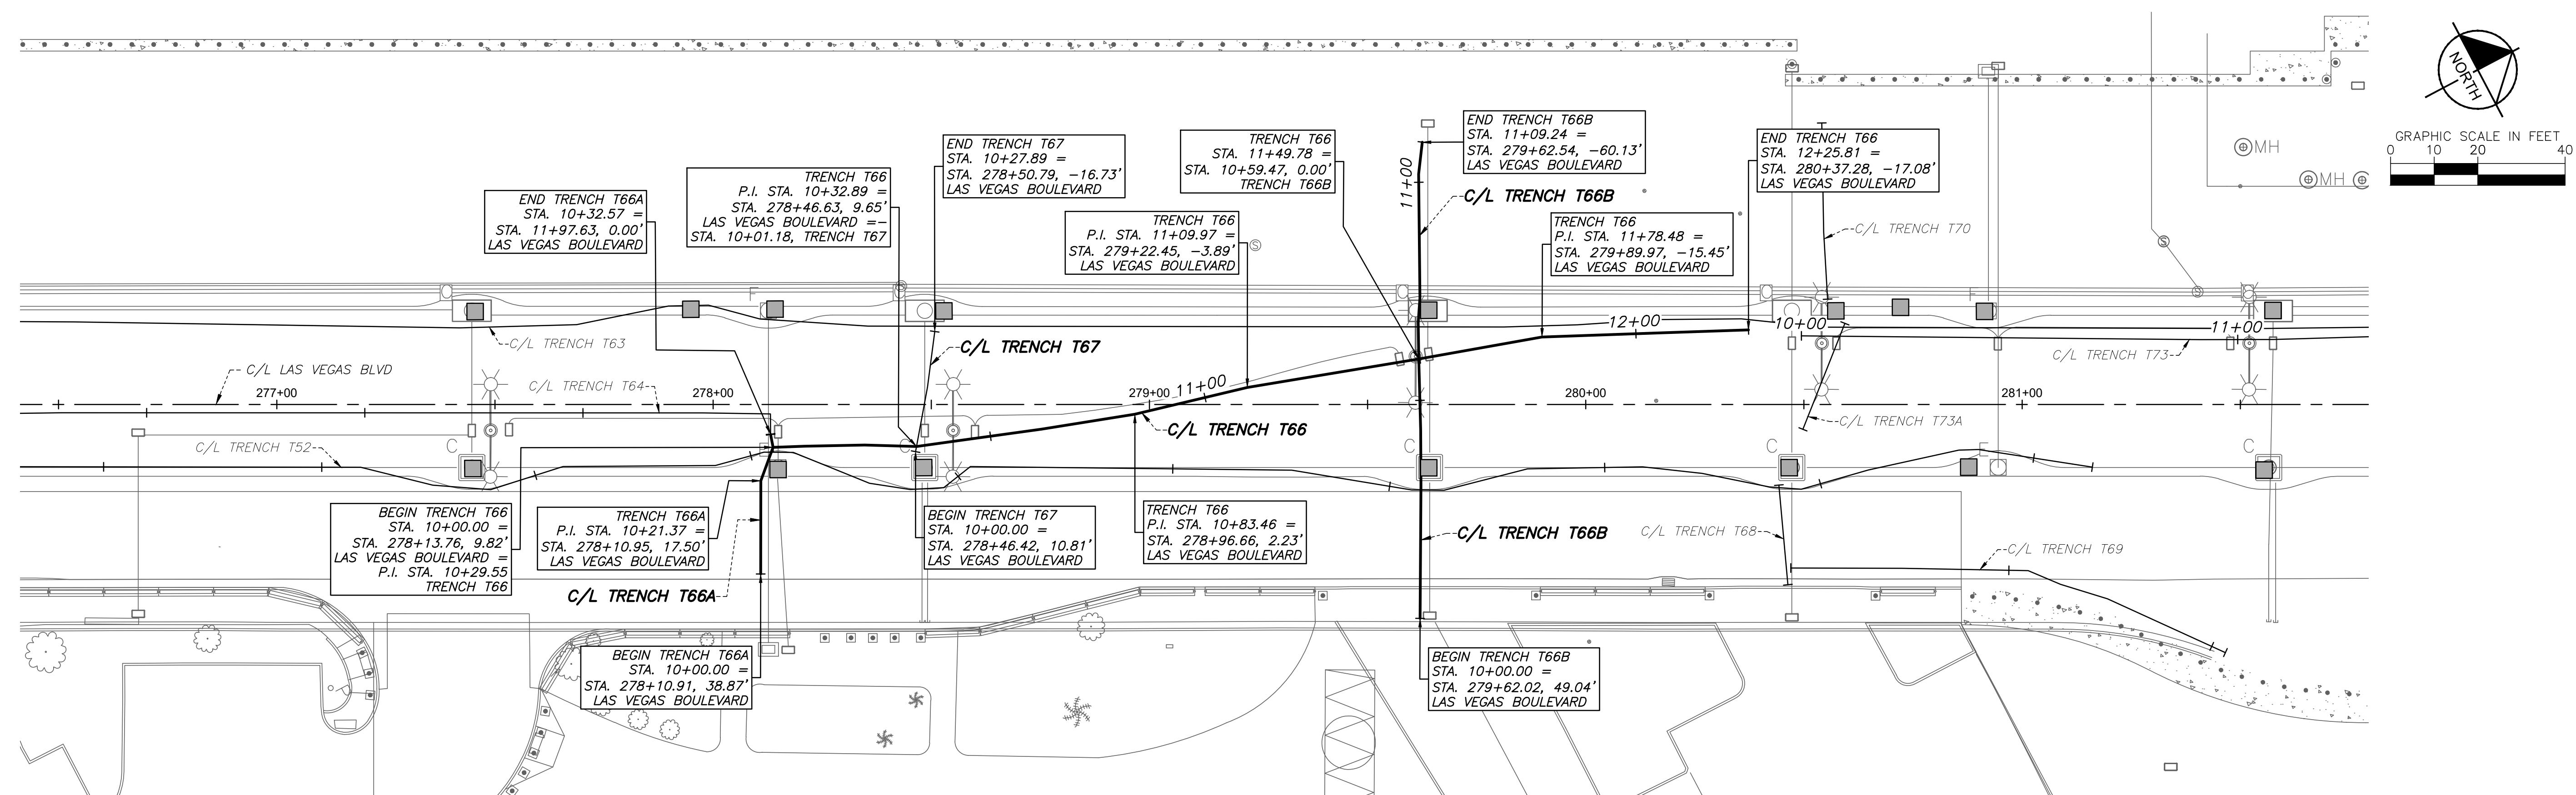 NORTH
GRAPHIC SCALE IN FEET
0 10 20 40
MH
MH
END TRENCH T66A
STA. 10+32.57 =
STA. 11+97.63, 0.00'
LAS VEGAS BOULEVARD
TRENCH T66
P.I. STA. 10+32.89 =
STA. 278+46.63, 9.65'
LAS VEGAS BOULEVARD =-
STA. 10+01.18, TRENCH T67
END TRENCH T67
STA. 10+27.89 =
STA. 278+50.79, -16.73'
LAS VEGAS BOULEVARD
TRENCH T66
STA. 11+49.78 =
STA. 10+59.47, 0.00'
TRENCH T66B
TRENCH T66
P.I. STA. 11+09.97 =
STA. 279+22.45, -3.89'
LAS VEGAS BOULEVARD
END TRENCH T66B
STA. 11+09.24 =
STA. 279+62.54, -60.13'
LAS VEGAS BOULEVARD
11+00
C/L TRENCH T66B
TRENCH T66
P.I. STA. 11+78.48 =
STA. 279+89.97, -15.45'
LAS VEGAS BOULEVARD
END TRENCH T66
STA. 12+25.81 =
STA. 280+37.28, -17.08'
LAS VEGAS BOULEVARD
C/L TRENCH T70
S
S
S
S
F
F
C/L TRENCH T63
C/L TRENCH T67
12+00
10+00
11+00
C/L TRENCH T73
C/L LAS VEGAS BLVD
C/L TRENCH T64
11+00
277+00
278+00
279+00
280+00
281+00
C/L TRENCH T73A
C/L TRENCH T66
C/L TRENCH T52
C
C
C
C
C
F
F
BEGIN TRENCH T66
STA. 10+00.00 =
STA. 278+13.76, 9.82'
LAS VEGAS BOULEVARD =
P.I. STA. 10+29.55
TRENCH T66
TRENCH T66A
P.I. STA. 10+21.37 =
STA. 278+10.95, 17.50'
LAS VEGAS BOULEVARD
C/L TRENCH T66A
BEGIN TRENCH T67
STA. 10+00.00 =
STA. 278+46.42, 10.81'
LAS VEGAS BOULEVARD
TRENCH T66
P.I. STA. 10+83.46 =
STA. 278+96.66, 2.23'
LAS VEGAS BOULEVARD
C/L TRENCH T66B
C/L TRENCH T68
C/L TRENCH T69
BEGIN TRENCH T66A
STA. 10+00.00 =
STA. 278+10.91, 38.87'
LAS VEGAS BOULEVARD
BEGIN TRENCH T66B
STA. 10+00.00 =
STA. 279+62.02, 49.04'
LAS VEGAS BOULEVARD